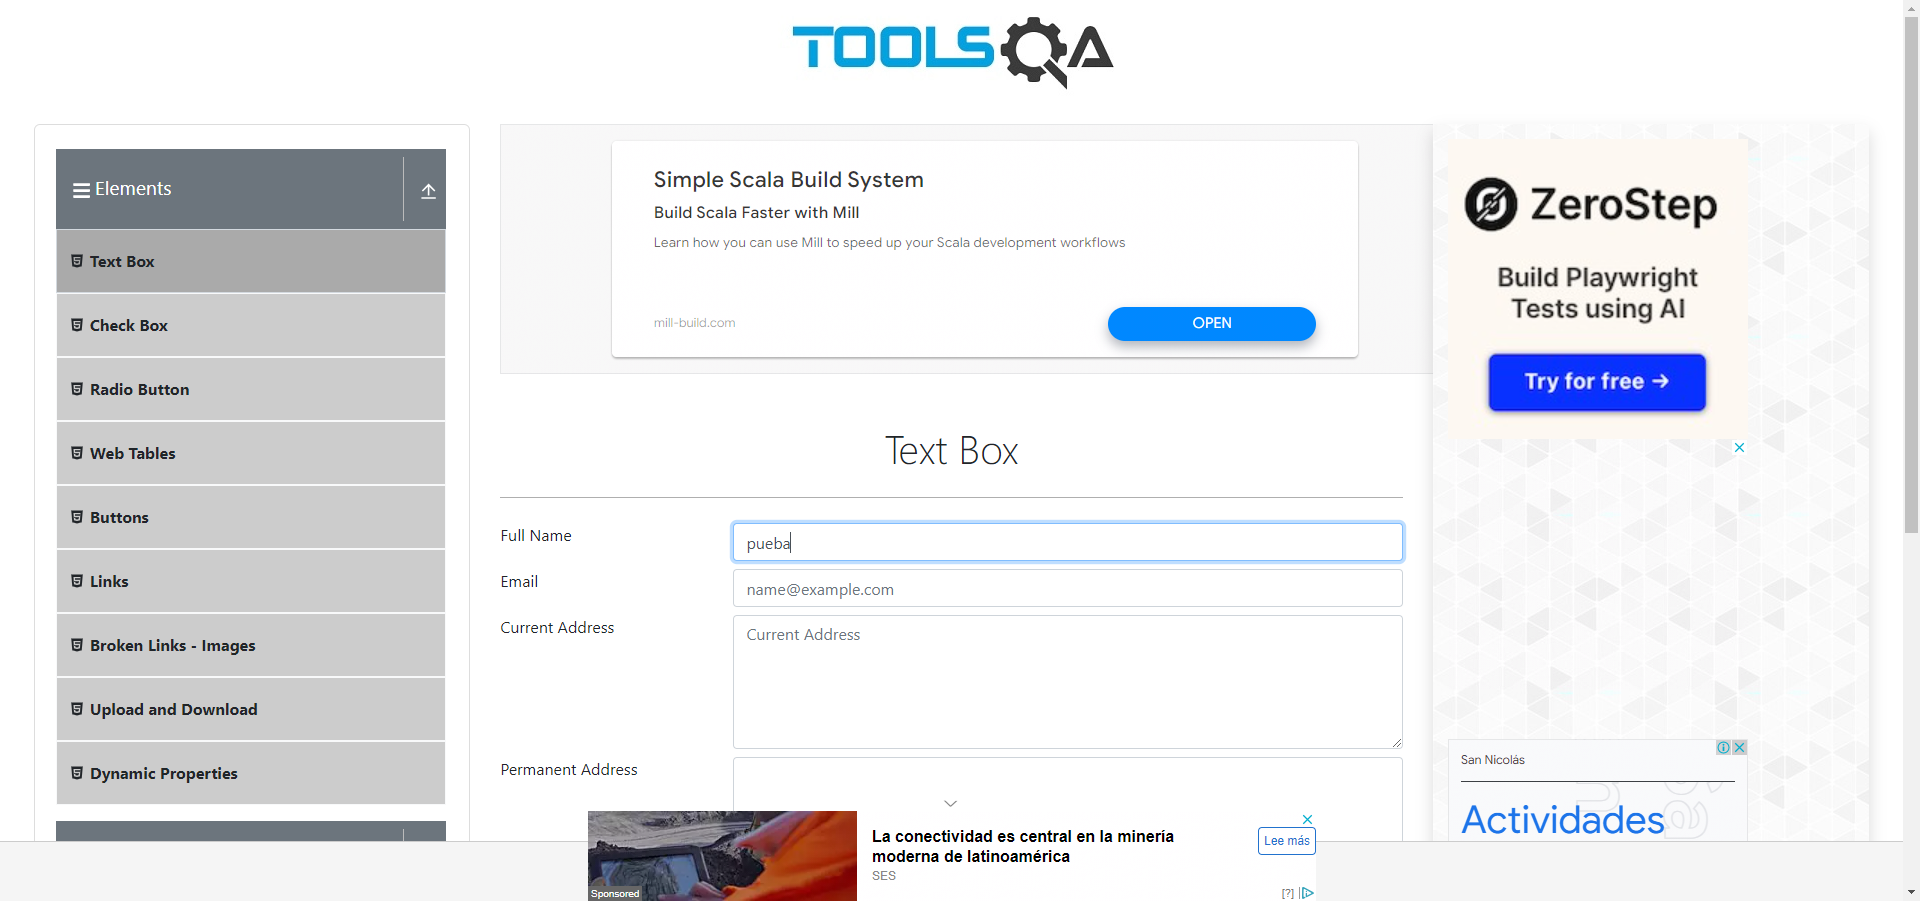 TOOLSQA
Elements
Text Box
Check Box
Radio Button
Web Tables
Buttons
Links
Broken Links - Images
Upload and Download
Dynamic Properties
Simple Scala Build System
Build Scala Faster with Mill
Learn how you can use Mill to speed up your Scala development workflows
mill-build.com
OPEN
Text Box
Full Name
pueba
Email
name@example.com
Current Address
Current Address
Permanent Address
ZeroStep
Build Playwright
Tests using AI
Try for free →
San Nicolás
Actividades
La conectividad es central en la minería
moderna de latinoamérica
SES
Lee más
Sponsored
[?]